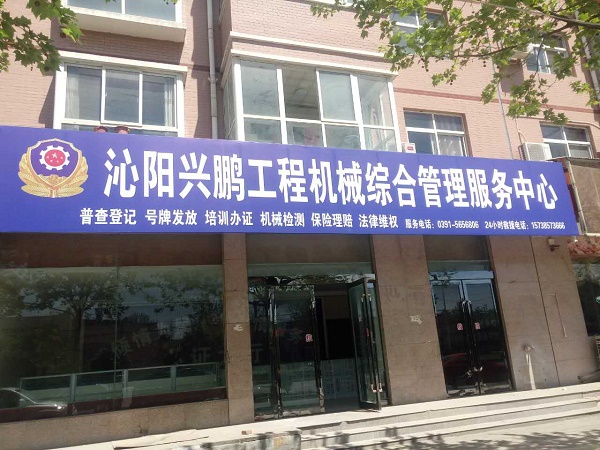 沁阳兴鹏工程机械综合管理服务中心
普查登记 号牌发放 培训办证 机械检测 保险理赔 法律维权 服务电话：0391-5656806 24小时救援电话：15738573666